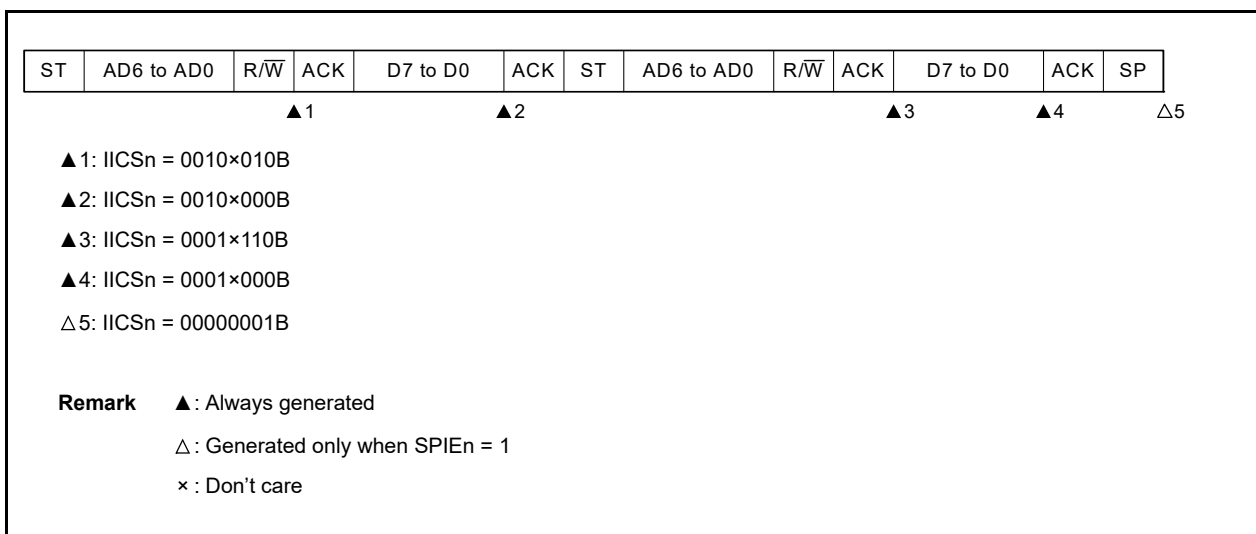 ST AD6 to AD0 R/W̅ ACK D7 to D0 ACK ST AD6 to AD0 R/W̅ ACK D7 to D0 ACK SP
▲1 ▲2 ▲3 ▲4 △5
▲1: IICSn = 0010×010B
▲2: IICSn = 0010×000B
▲3: IICSn = 0001×110B
▲4: IICSn = 0001×000B
△5: IICSn = 00000001B
Remark ▲: Always generated
△: Generated only when SPIEn = 1
×: Don’t care